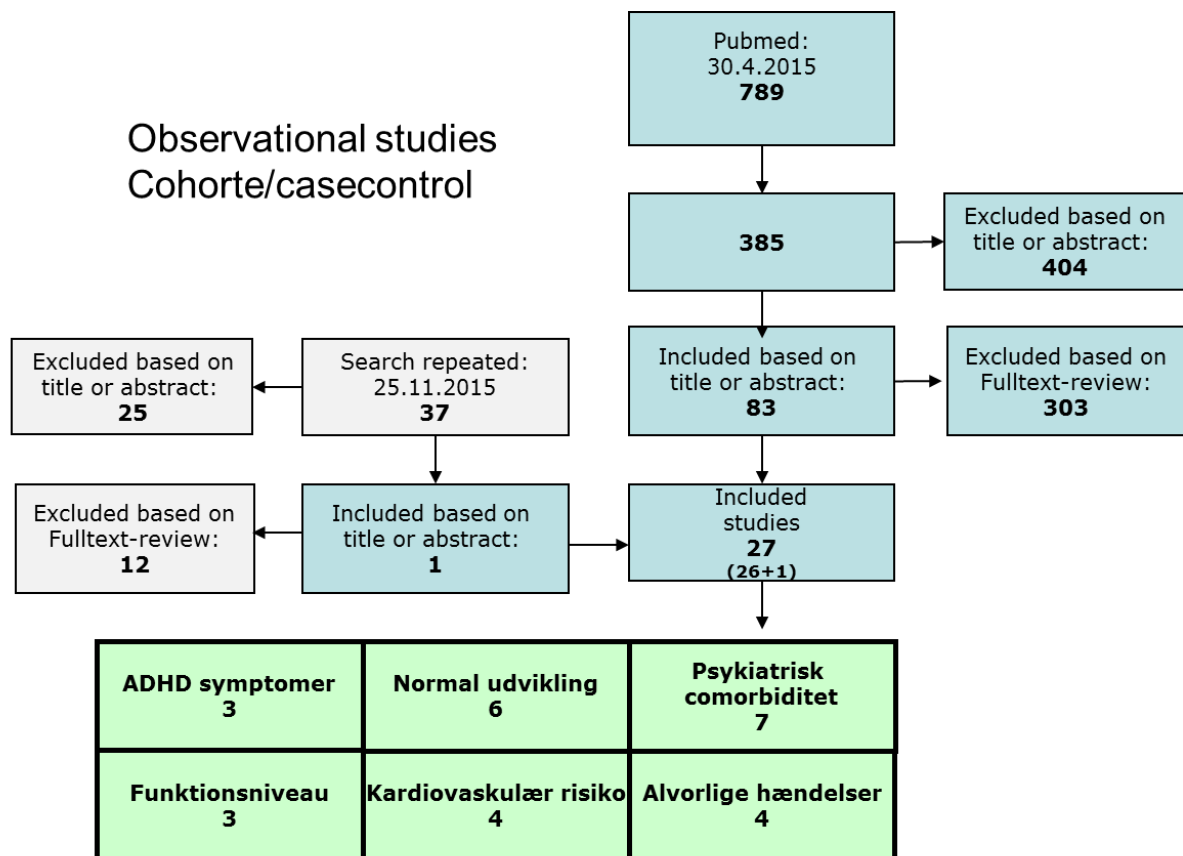 Observational studies
Cohorte/casecontrol
Pubmed:
30.4.2015
789
385
Excluded based on
title or abstract:
404
Excluded based on
title or abstract:
25
Search repeated:
25.11.2015
37
Included based on
title or abstract:
83
Excluded based on
Fulltext-review:
303
Excluded based on
Fulltext-review:
12
Included based on
title or abstract:
1
Included
studies
27
(26+1)
ADHD symptomer
3
Normal udvikling
6
Psykiatrisk
comorbiditet
7
Funktionsniveau
3
Kardiovaskulær risiko
4
Alvorlige hændelser
4